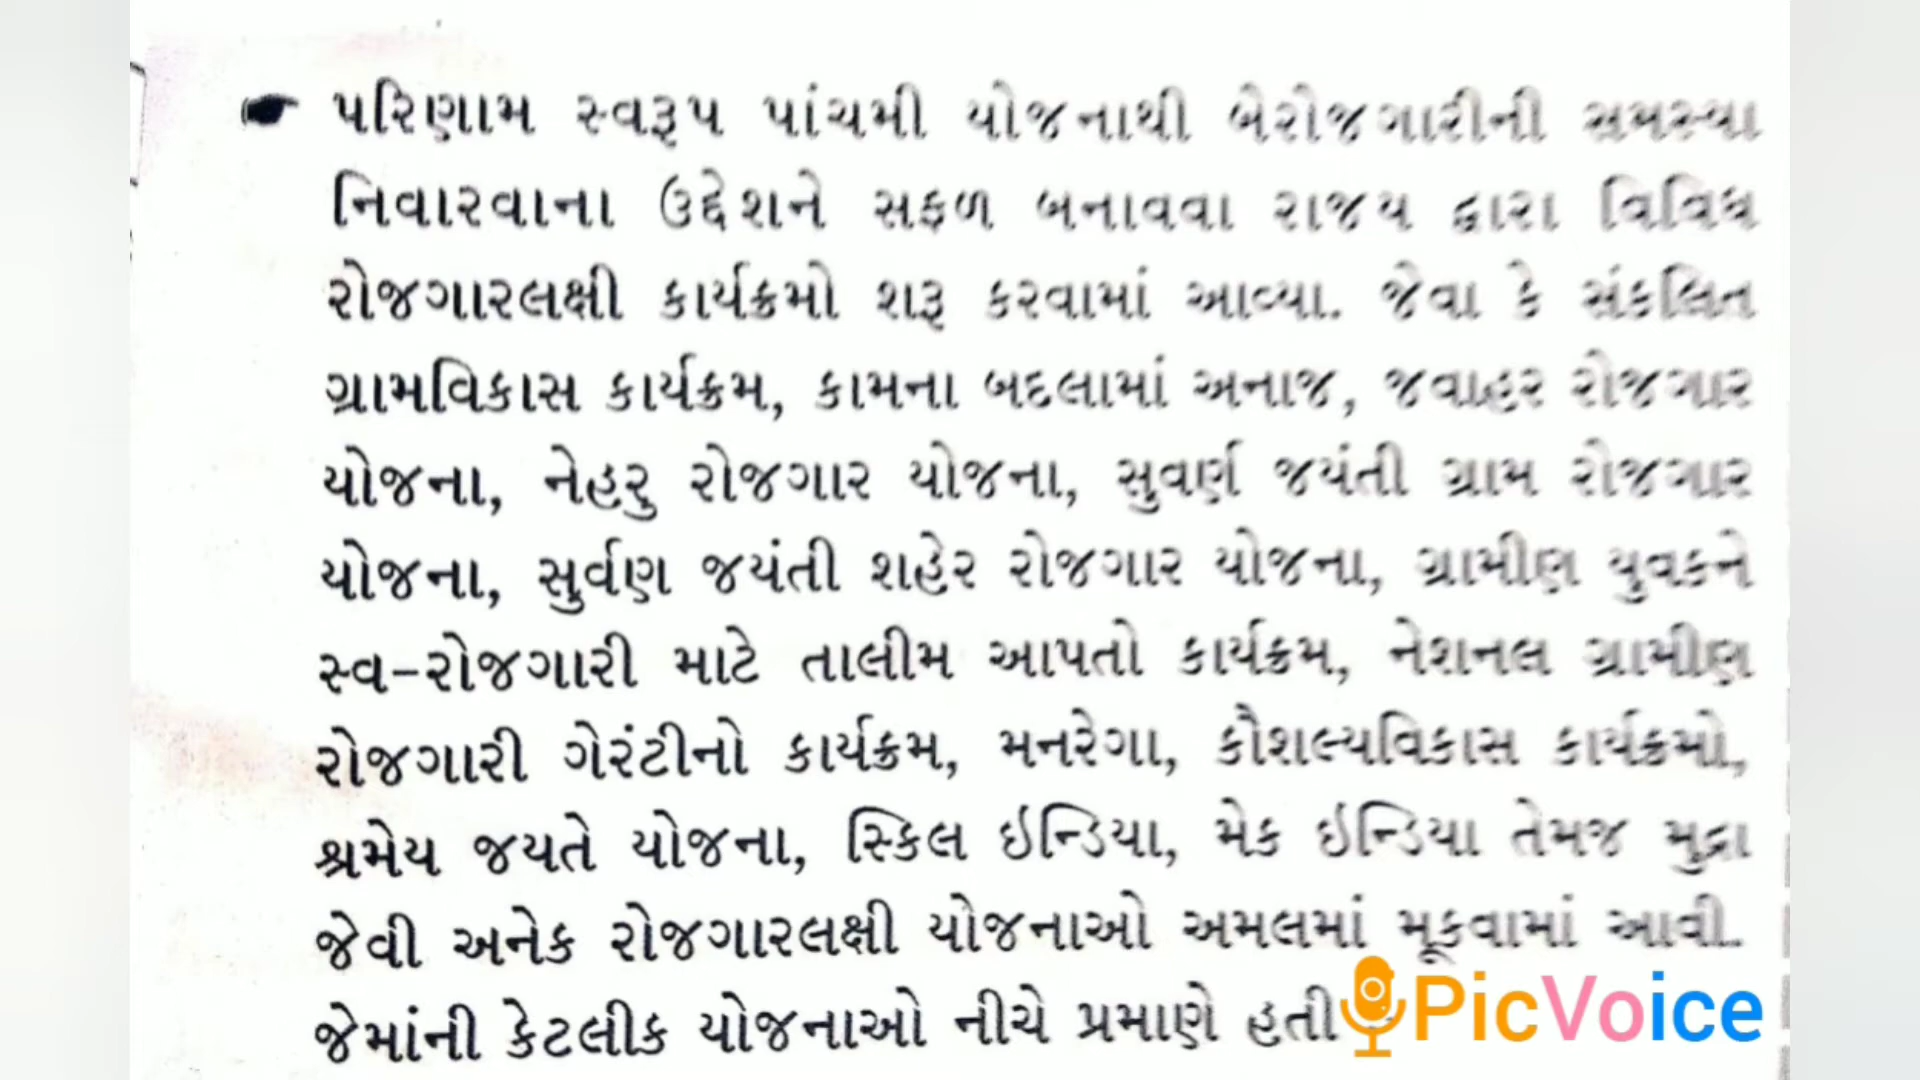 ☛ પરિણામ સ્વરૂપ પાંચમી યોજનાથી બેરોજગારીની સમસ્યા
નિવારવાના ઉદ્દેશને સફળ બનાવવા રાજય દ્વારા વિવિધ
રોજગારલક્ષી કાર્યક્રમો શરૂ કરવામાં આવ્યા. જેવા કે સંકલિત
ગ્રામવિકાસ કાર્યક્રમ, કામના બદલામાં અનાજ, જવાહર રોજગાર
યોજના, નેહરુ રોજગાર યોજના, સુવર્ણ જયંતી ગ્રામ રોજગાર
યોજના, સુર્વણ જયંતી શહેર રોજગાર યોજના, ગ્રામીણ યુવકને
સ્વ-રોજગારી માટે તાલીમ આપતો કાર્યક્રમ, નેશનલ ગ્રામીણ
રોજગારી ગેરંટીનો કાર્યક્રમ, મનરેગા, કૌશલ્યવિકાસ કાર્યક્રમો,
શ્રમેય જયતે યોજના, સ્કિલ ઇન્ડિયા, મેક ઇન્ડિયા તેમજ મુદ્રા
જેવી અનેક રોજગારલક્ષી યોજનાઓ અમલમાં મૂકવામાં આવી.
જેમાંની કેટલીક યોજનાઓ નીચે પ્રમાણે હતી
PicVoice